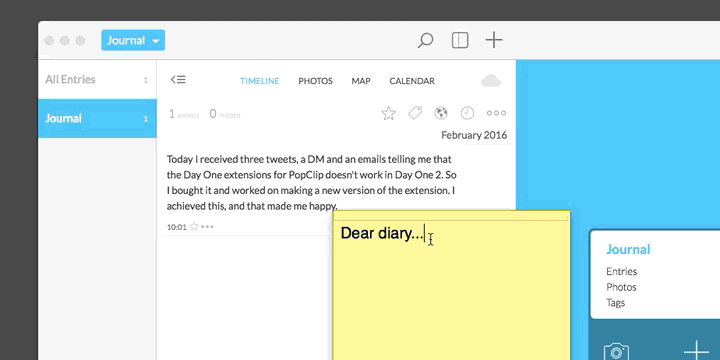 Journal
All Entries 1
Journal 1
TIMELINE PHOTOS MAP CALENDAR
1 ENTRIES 0 PHOTOS
February 2016
Today I received three tweets, a DM and an emails telling me that
the Day One extensions for PopClip doesn't work in Day One 2. So
I bought it and worked on making a new version of the extension. I
achieved this, and that made me happy.
10:01
Dear diary...
Journal
Entries
Photos
Tags